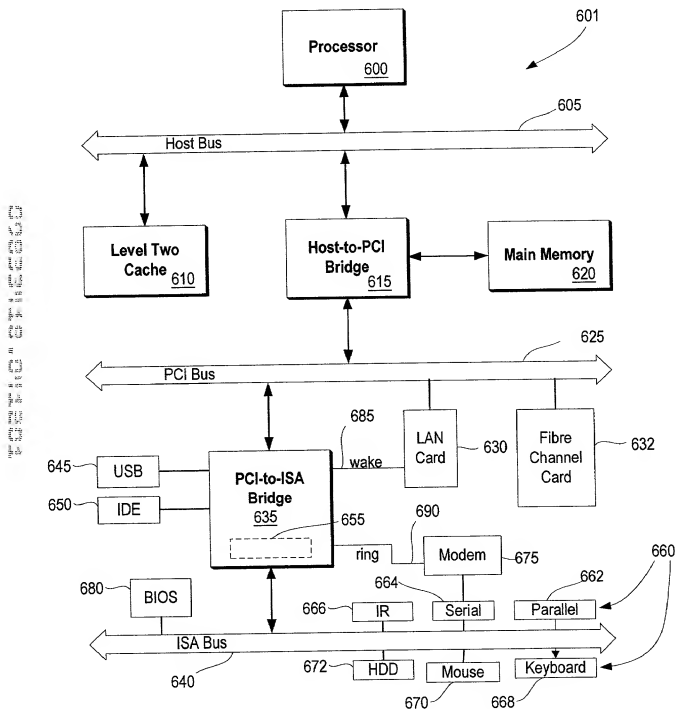 601
Processor
600
605
Host Bus
Level Two
Cache 610
Host-to-PCI
Bridge
615
Main Memory
620
625
PCI Bus
685
LAN
Card
630
Fibre
Channel
Card
632
645
USB
650
IDE
PCI-to-ISA
Bridge
635
655
wake
690
ring
Modem
675
680
BIOS
664
662
660
666
IR
Serial
Parallel
ISA Bus
640
672
HDD
Mouse
670
Keyboard
668